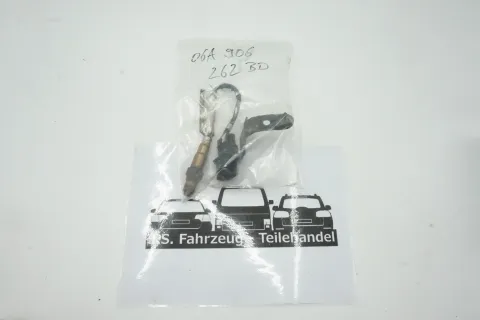 06A 906
262 BD
S. Fahrzeug Teilehandel